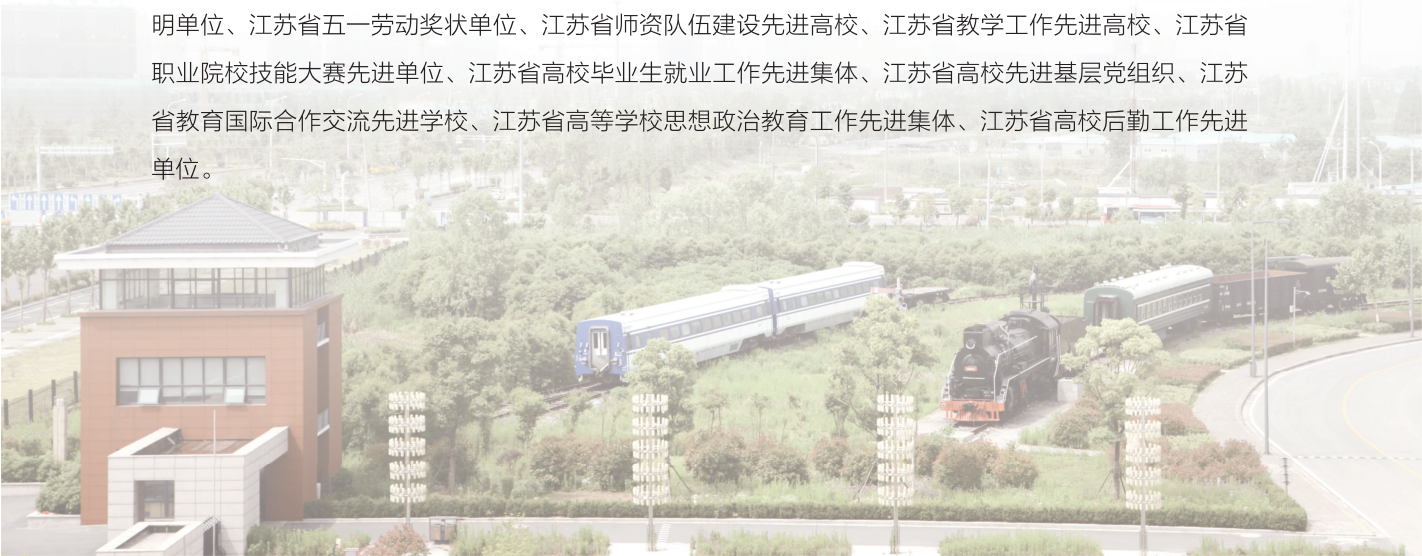 明单位、江苏省五一劳动奖状单位、江苏省师资队伍建设先进高校、江苏省教学工作先进高校、江苏省
职业院校技能大赛先进单位、江苏省高校毕业生就业工作先进集体、江苏省高校先进基层党组织、江苏
省教育国际合作交流先进学校、江苏省高等学校思想政治教育工作先进集体、江苏省高校后勤工作先进
单位。